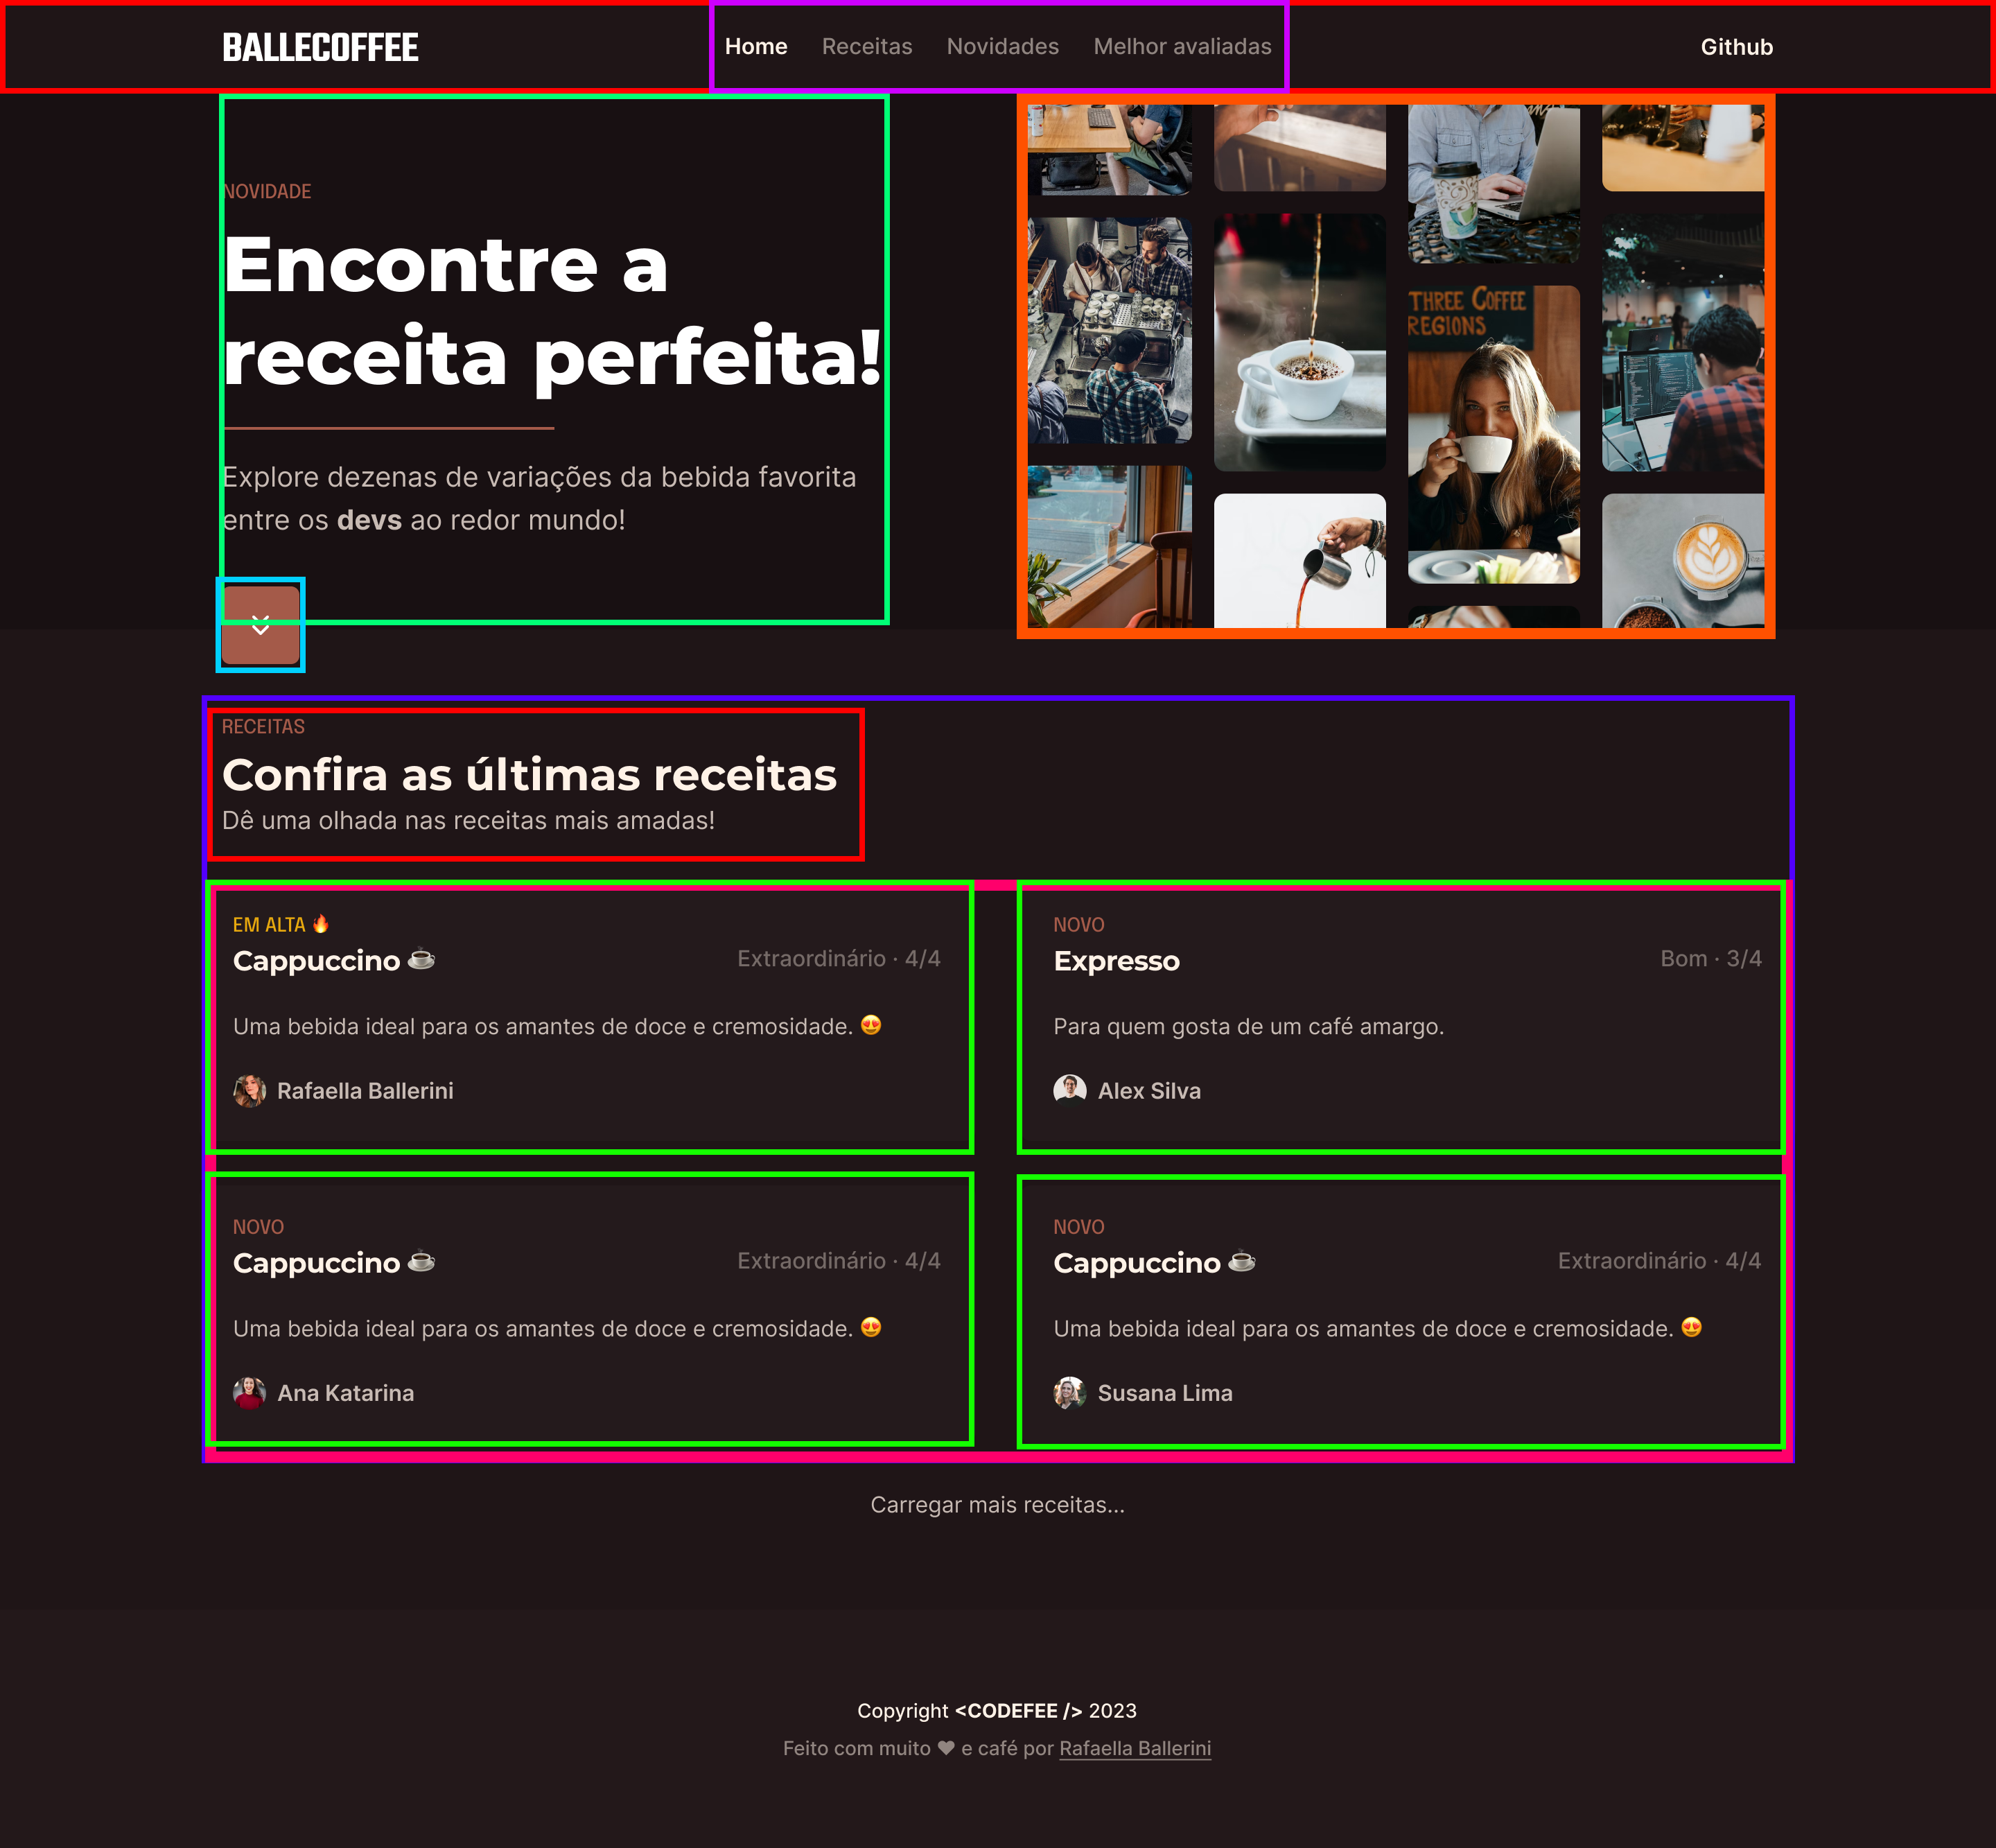 BALLECOFFEE
Home Receitas Novidades Melhor avaliadas
Github
NOVIDADE
Encontre a
receita perfeita!
Explore dezenas de variações da bebida favorita
entre os devs ao redor mundo!
THREE COFFEE
REGIONS
RECEITAS
Confira as últimas receitas
Dê uma olhada nas receitas mais amadas!
EM ALTA 🔥
Cappuccino ☕
Extraordinário · 4/4
Uma bebida ideal para os amantes de doce e cremosidade. 😍
Rafaella Ballerini
NOVO
Expresso
Bom · 3/4
Para quem gosta de um café amargo.
Alex Silva
NOVO
Cappuccino ☕
Extraordinário · 4/4
Uma bebida ideal para os amantes de doce e cremosidade. 😍
Ana Katarina
NOVO
Cappuccino ☕
Extraordinário · 4/4
Uma bebida ideal para os amantes de doce e cremosidade. 😍
Susana Lima
Carregar mais receitas...
Copyright <CODEFEE /> 2023
Feito com muito ♥ e café por Rafaella Ballerini